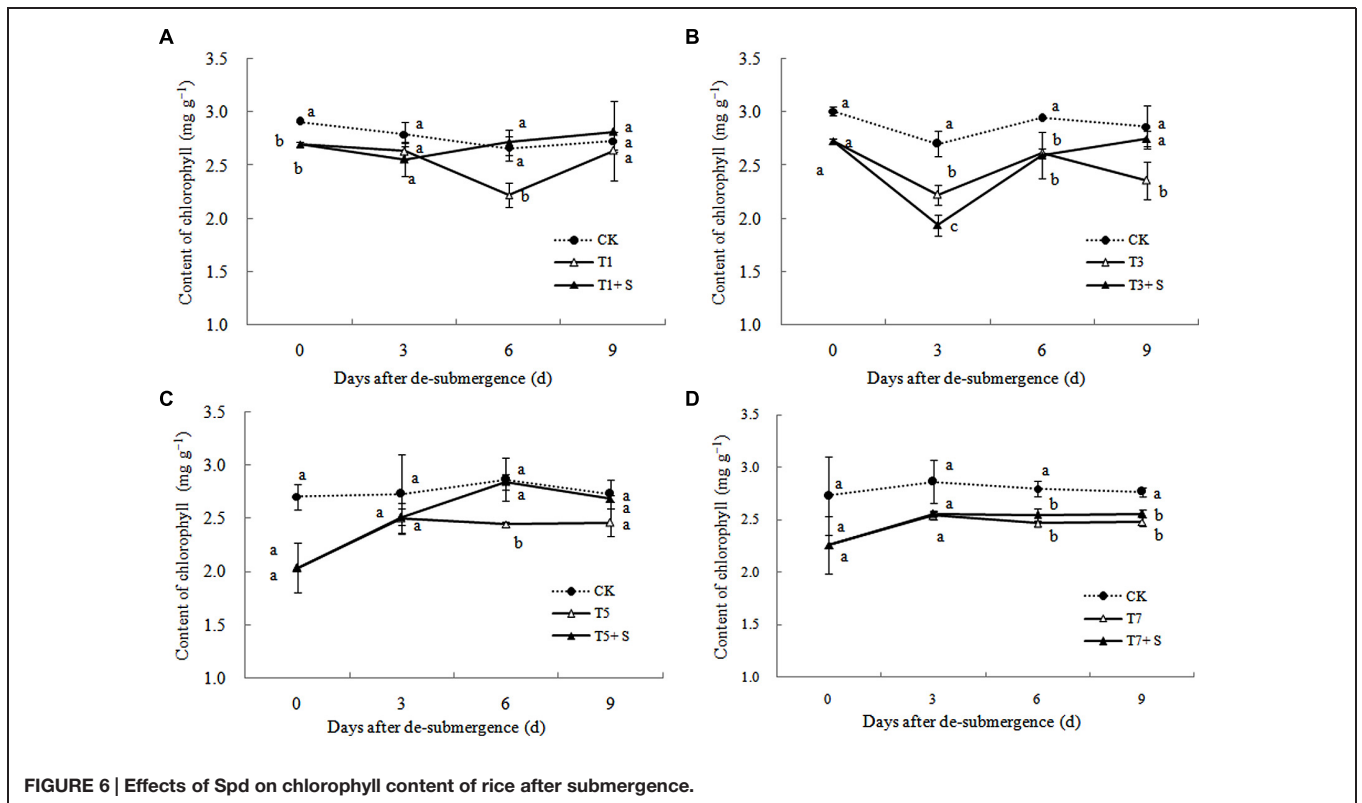 A
3.5
3.0
2.5
2.0
1.5
1.0
Content of chlorophyll (mg g⁻¹)
a
b
b
a
a
a
a
a
b
a
a
a
CK
T1
T1+ S
0 3 6 9
Days after de-submergence (d)
B
3.5
3.0
2.5
2.0
1.5
1.0
Content of chlorophyll (mg g⁻¹)
a
a
a
a
b
c
a
b
b
a
a
b
CK
T3
T3+ S
0 3 6 9
Days after de-submergence (d)
C
3.5
3.0
2.5
2.0
1.5
1.0
Content of chlorophyll (mg g⁻¹)
a
a
a
a
a
a
a
a
b
a
a
a
CK
T5
T5+ S
0 3 6 9
Days after de-submergence (d)
D
3.5
3.0
2.5
2.0
1.5
1.0
Content of chlorophyll (mg g⁻¹)
a
a
a
a
a
a
a
b
b
a
b
b
CK
T7
T7+ S
0 3 6 9
Days after de-submergence (d)
FIGURE 6 | Effects of Spd on chlorophyll content of rice after submergence.